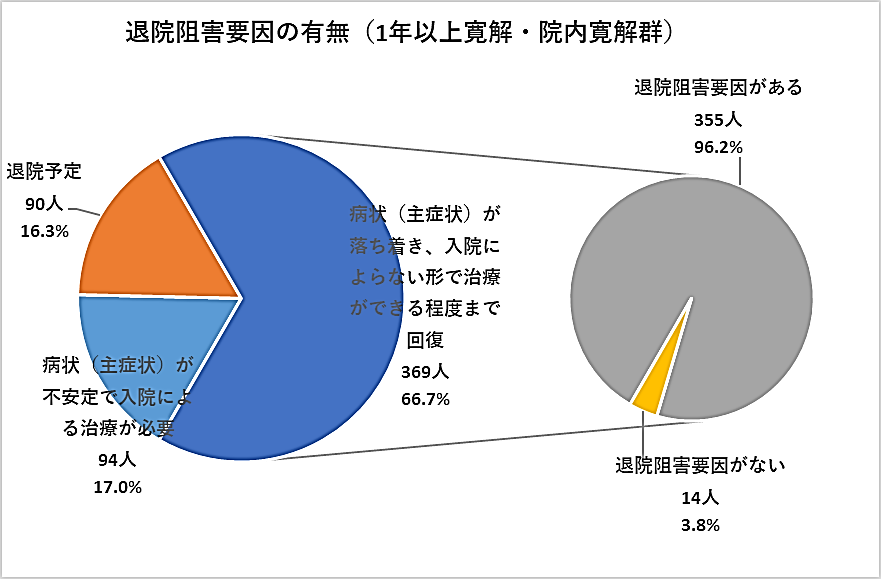 退院阻害要因の有無（1年以上寛解・院内寛解群）
退院予定
90人
16.3%
病状（主症状）が
不安定で入院によ
る治療が必要
94人
17.0%
病状（主症状）が
落ち着き、入院に
よらない形で治療
ができる程度まで
回復
369人
66.7%
退院阻害要因がある
355人
96.2%
退院阻害要因がない
14人
3.8%